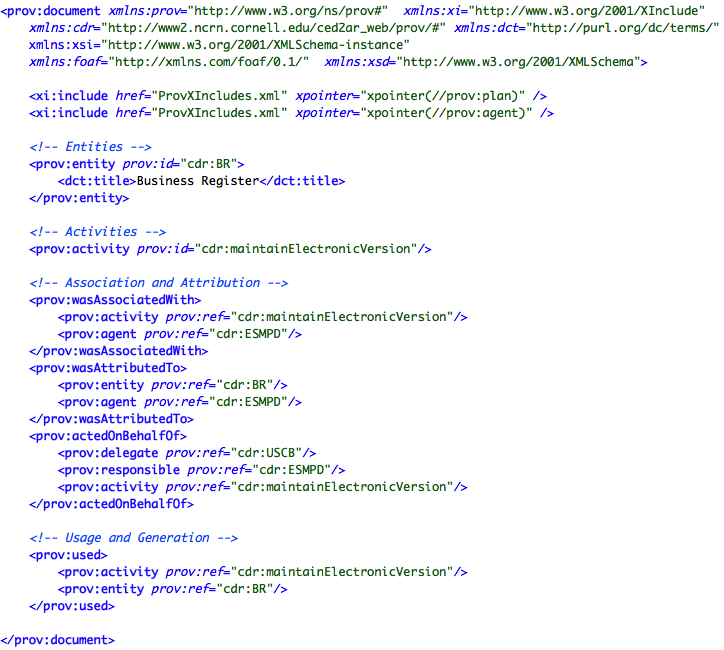 <prov:document xmlns:prov="http://www.w3.org/ns/prov#"  xmlns:xi="http://www.w3.org/2001/XInclude"
    xmlns:cdr="http://www2.ncrn.cornell.edu/ced2ar_web/prov/#" xmlns:dct="http://purl.org/dc/terms/"
    xmlns:xsi="http://www.w3.org/2001/XMLSchema-instance"
    xmlns:foaf="http://xmlns.com/foaf/0.1/"  xmlns:xsd="http://www.w3.org/2001/XMLSchema">
    <xi:include href="ProvXIncludes.xml" xpointer="xpointer(//prov:plan)" />
    <xi:include href="ProvXIncludes.xml" xpointer="xpointer(//prov:agent)" />
    <!-- Entities -->
    <prov:entity prov:id="cdr:BR">
        <dct:title>Business Register</dct:title>
    </prov:entity>
    <!-- Activities -->
    <prov:activity prov:id="cdr:maintainElectronicVersion"/>
    <!-- Association and Attribution -->
    <prov:wasAssociatedWith>
        <prov:activity prov:ref="cdr:maintainElectronicVersion"/>
        <prov:agent prov:ref="cdr:ESMPD"/>
    </prov:wasAssociatedWith>
    <prov:wasAttributedTo>
        <prov:entity prov:ref="cdr:BR"/>
        <prov:agent prov:ref="cdr:ESMPD"/>
    </prov:wasAttributedTo>
    <prov:actedOnBehalfOf>
        <prov:delegate prov:ref="cdr:USCB"/>
        <prov:responsible prov:ref="cdr:ESMPD"/>
        <prov:activity prov:ref="cdr:maintainElectronicVersion"/>
    </prov:actedOnBehalfOf>
    <!-- Usage and Generation -->
    <prov:used>
        <prov:activity prov:ref="cdr:maintainElectronicVersion"/>
        <prov:entity prov:ref="cdr:BR"/>
    </prov:used>
</prov:document>